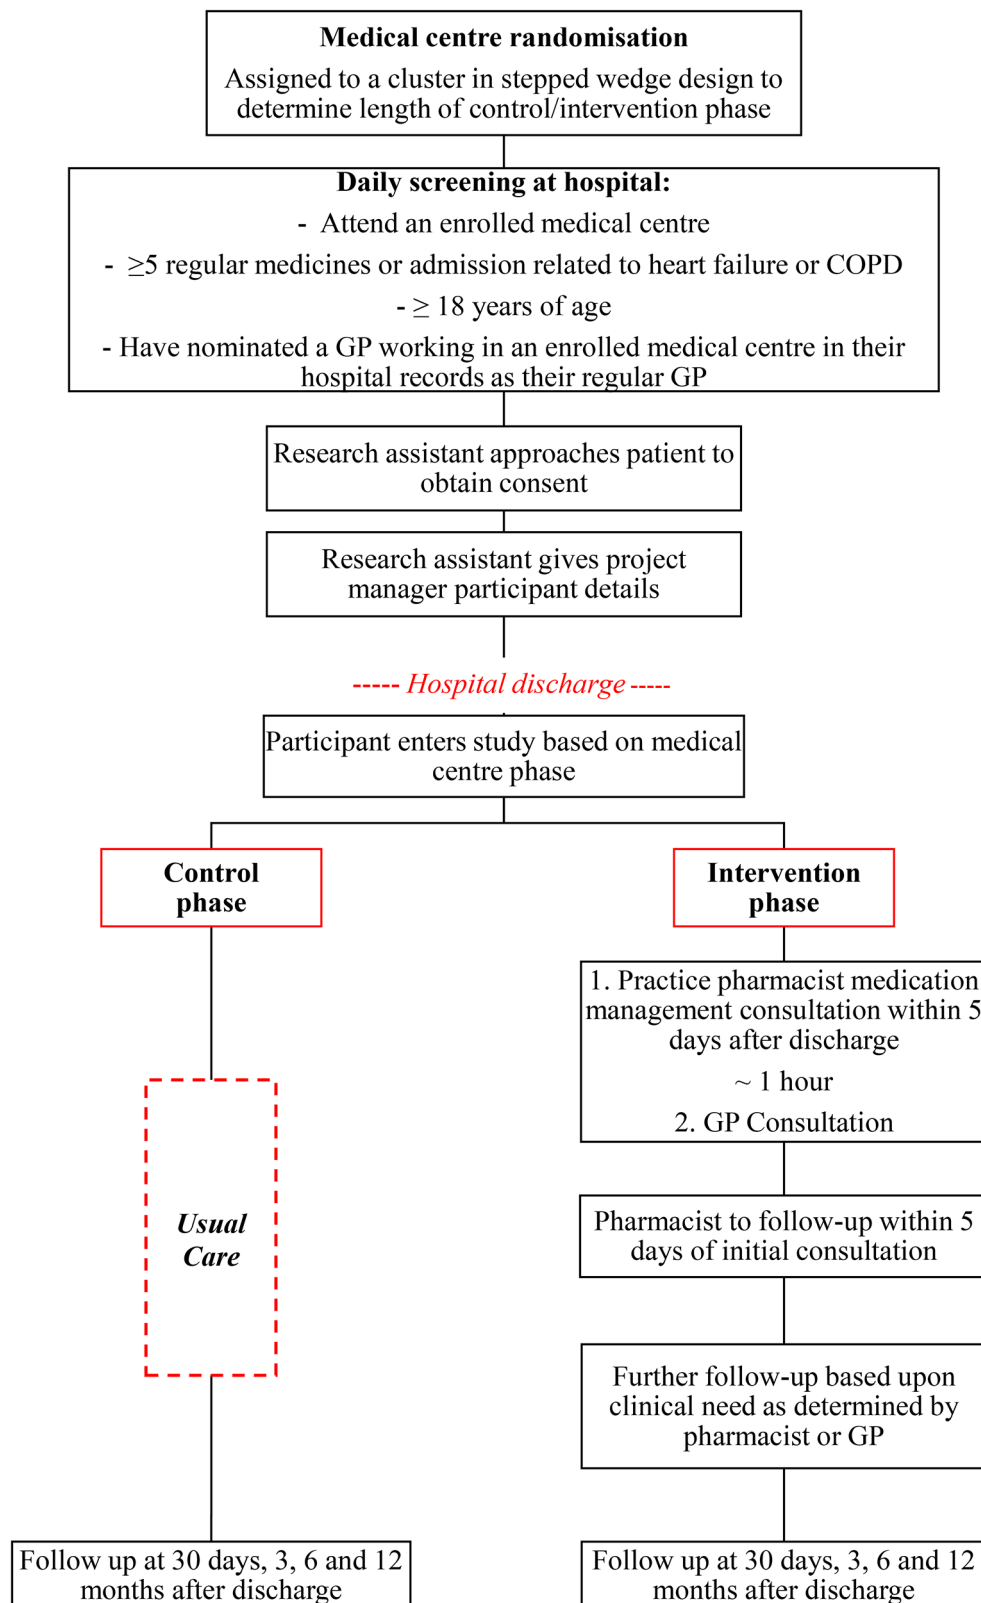 Medical centre randomisation
Assigned to a cluster in stepped wedge design to
determine length of control/intervention phase
Daily screening at hospital:
- Attend an enrolled medical centre
- ≥5 regular medicines or admission related to heart failure or COPD
- ≥ 18 years of age
- Have nominated a GP working in an enrolled medical centre in their
hospital records as their regular GP
Research assistant approaches patient to
obtain consent
Research assistant gives project
manager participant details
----- Hospital discharge -----
Participant enters study based on medical
centre phase
Control
phase
Usual
Care
Follow up at 30 days, 3, 6 and 12
months after discharge
Intervention
phase
1. Practice pharmacist medication
management consultation within 5
days after discharge
~ 1 hour
2. GP Consultation
Pharmacist to follow-up within 5
days of initial consultation
Further follow-up based upon
clinical need as determined by
pharmacist or GP
Follow up at 30 days, 3, 6 and 12
months after discharge